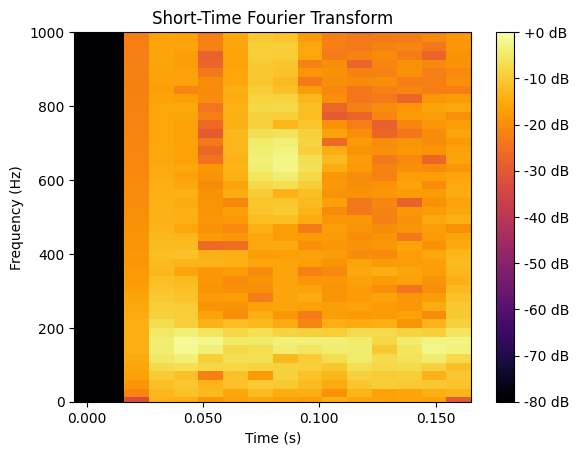 Short-Time Fourier Transform
1000
800
600
400
200
0
Frequency (Hz)
0.000
0.050
0.100
0.150
Time (s)
+0 dB
-10 dB
-20 dB
-30 dB
-40 dB
-50 dB
-60 dB
-70 dB
-80 dB